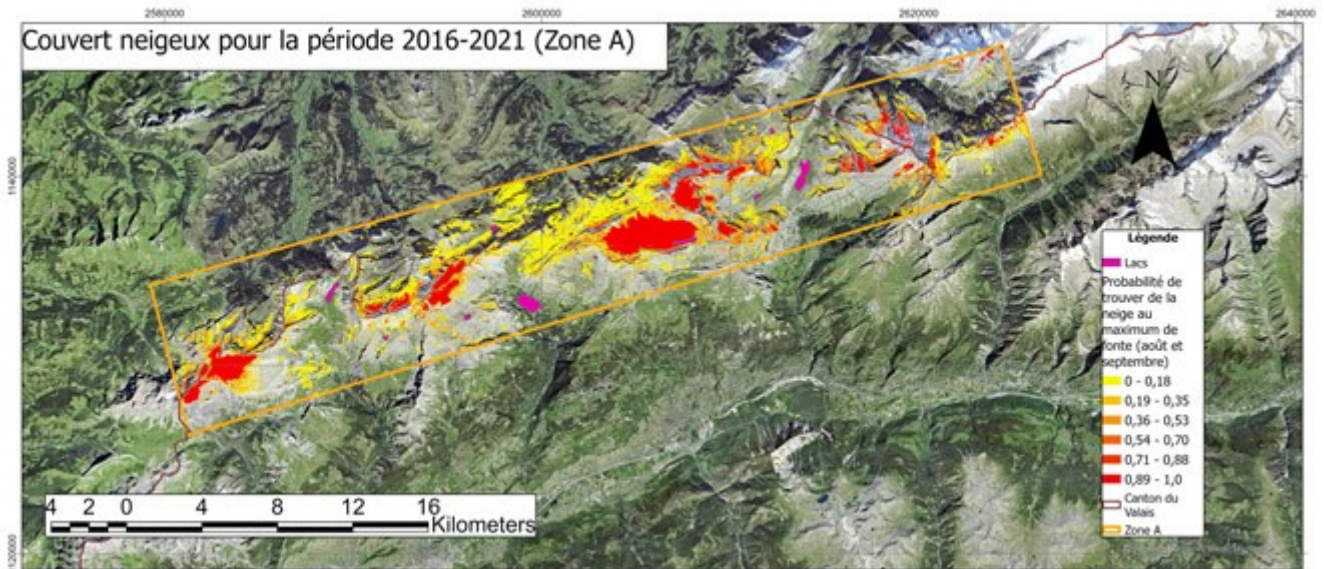 2580000 2600000 2620000 2640000
Couvert neigeux pour la période 2016-2021 (Zone A)
N
1140000
Légende
Lacs
Probabilité de
trouver de la
neige au
maximum de
fonte (août et
septembre)
0 - 0,18
0,19 - 0,35
0,36 - 0,53
0,54 - 0,70
0,71 - 0,88
0,89 - 1,0
Canton du
Valais
Zone A
4 2 0 4 8 12 16
Kilometers
1120000